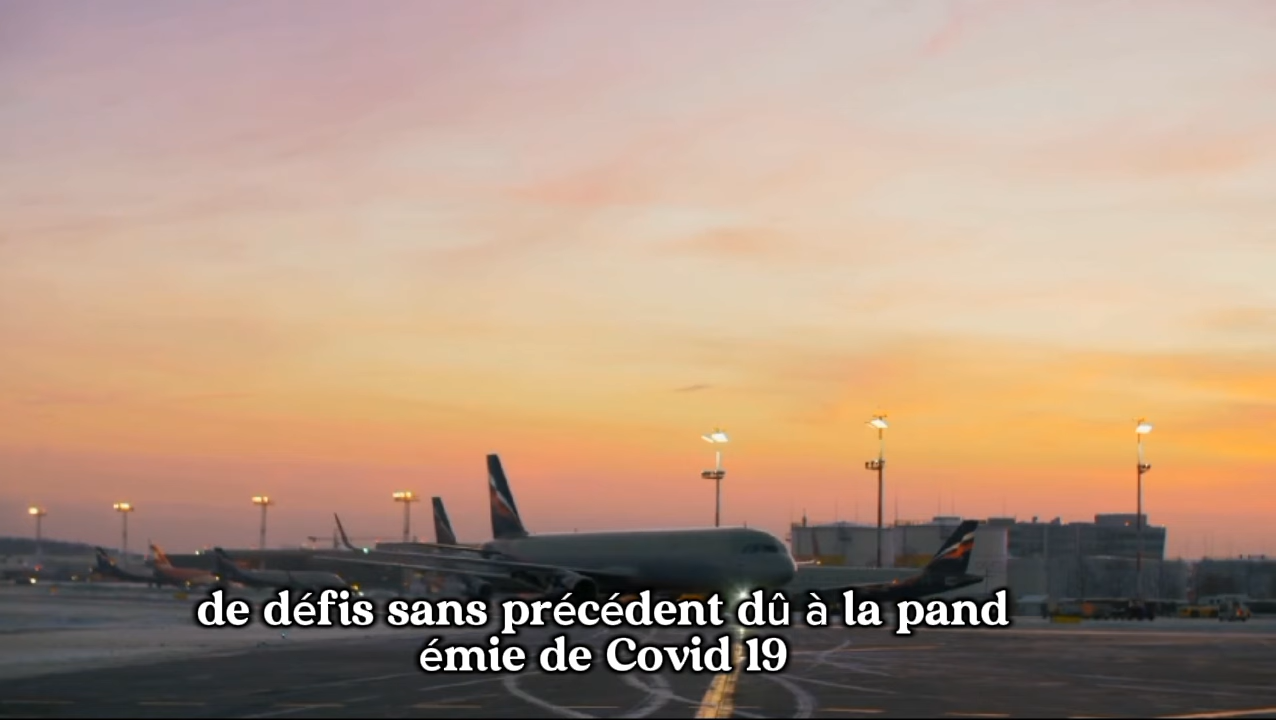 de défis sans précédent dû à la pand
émie de Covid 19